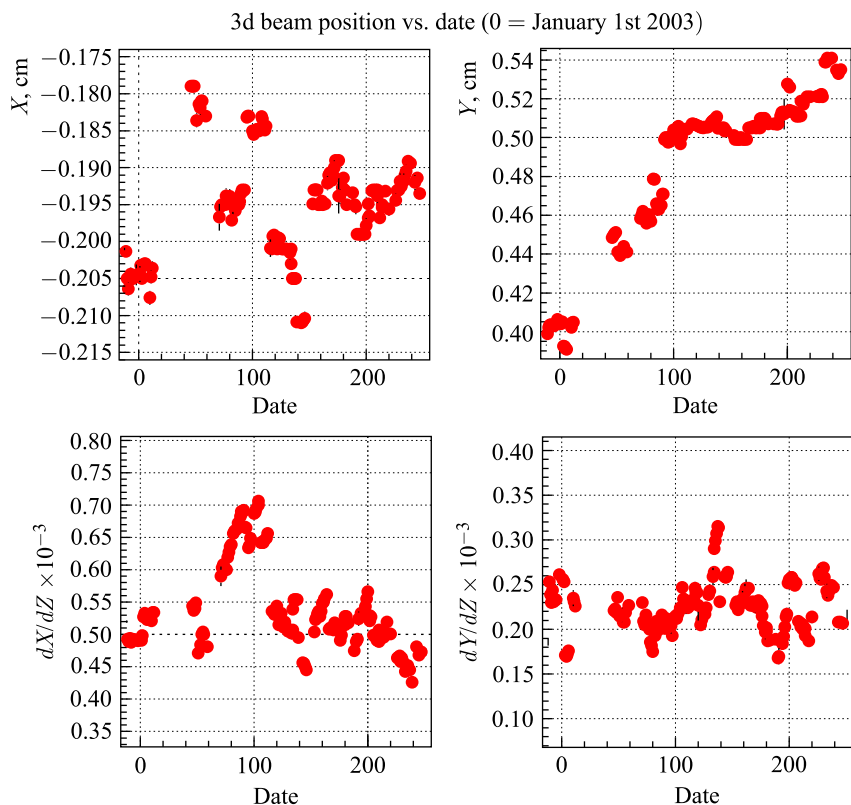 3d beam position vs. date (0 = January 1st 2003)
X, cm
−0.175
−0.180
−0.185
−0.190
−0.195
−0.200
−0.205
−0.210
−0.215
0 100 200
Date
Y, cm
0.54
0.52
0.50
0.48
0.46
0.44
0.42
0.40
0 100 200
Date
dX/dZ ×10−3
0.80
0.75
0.70
0.65
0.60
0.55
0.50
0.45
0.40
0.35
0 100 200
Date
dY/dZ × 10−3
0.40
0.35
0.30
0.25
0.20
0.15
0.10
0 200
Date